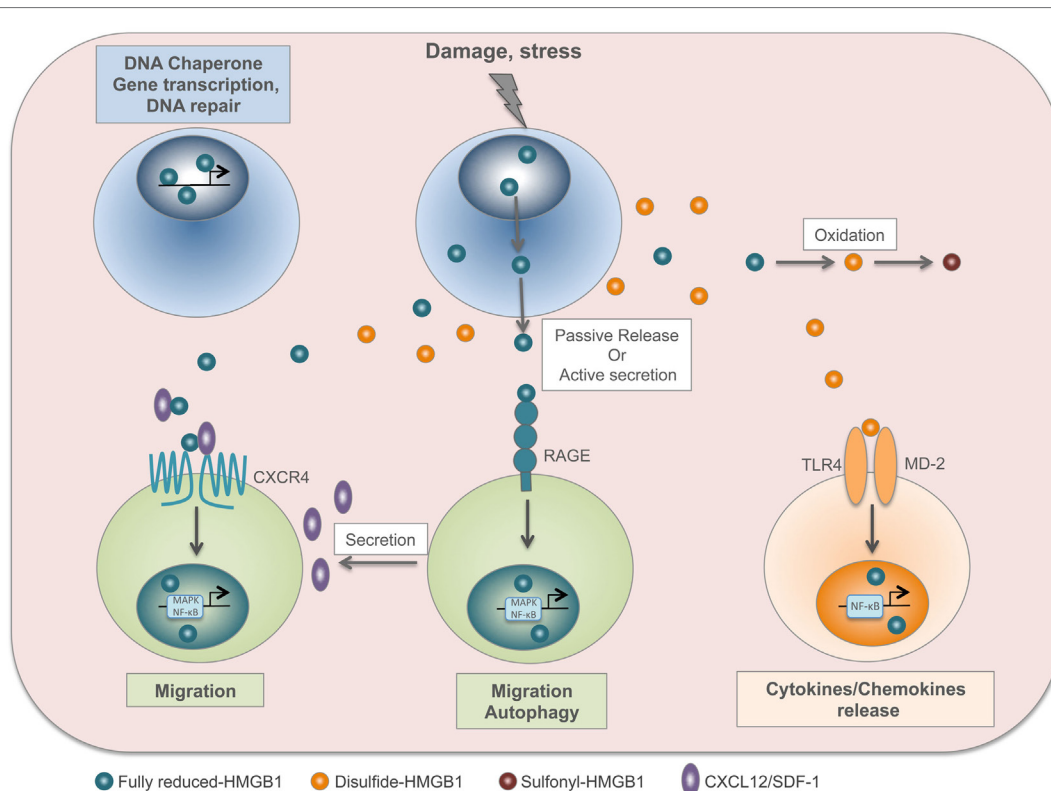 DNA Chaperone
Gene transcription,
DNA repair
Damage, stress
Oxidation
Passive Release
Or
Active secretion
CXCR4
RAGE
TLR4
MD-2
Secretion
MAPK
NF-κB
MAPK
NF-κB
NF-κB
Migration
Migration
Autophagy
Cytokines/Chemokines
release
Fully reduced-HMGB1
Disulfide-HMGB1
Sulfonyl-HMGB1
CXCL12/SDF-1